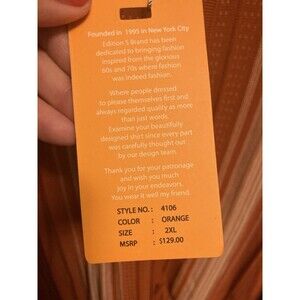 Founded in 1995 in New York City
Edition S Brand has been
dedicated to bringing fashion
inspired from the glorious
60s and 70s where fashion
was indeed fashion.
Where people dressed
to please themselves first and
always regarded quality as more
than just words.
Examine your beautifully
designed shirt since every part
was carefully thought out
by our design team.
Thank you for your patronage
and wish you much
joy in your endeavors.
You wear it well my friend.
STYLE NO. : 4106
COLOR : ORANGE
SIZE : 2XL
MSRP : $129.00